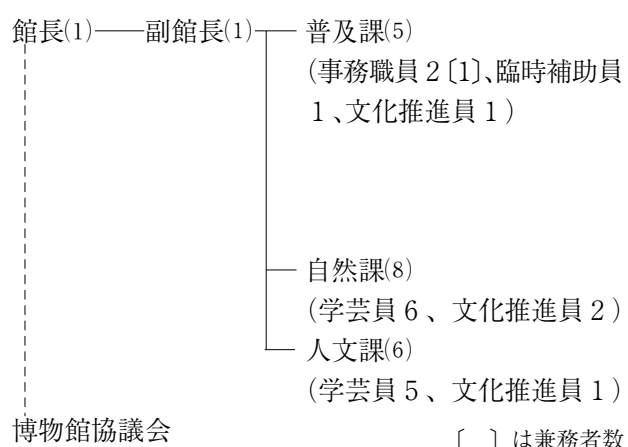 館長(1)――副館長(1)
普及課(5)
(事務職員2〔1〕、臨時補助員
1、文化推進員1)
自然課(8)
(学芸員6、文化推進員2)
人文課(6)
(学芸員5、文化推進員1)
博物館協議会
〔 〕は兼務者数